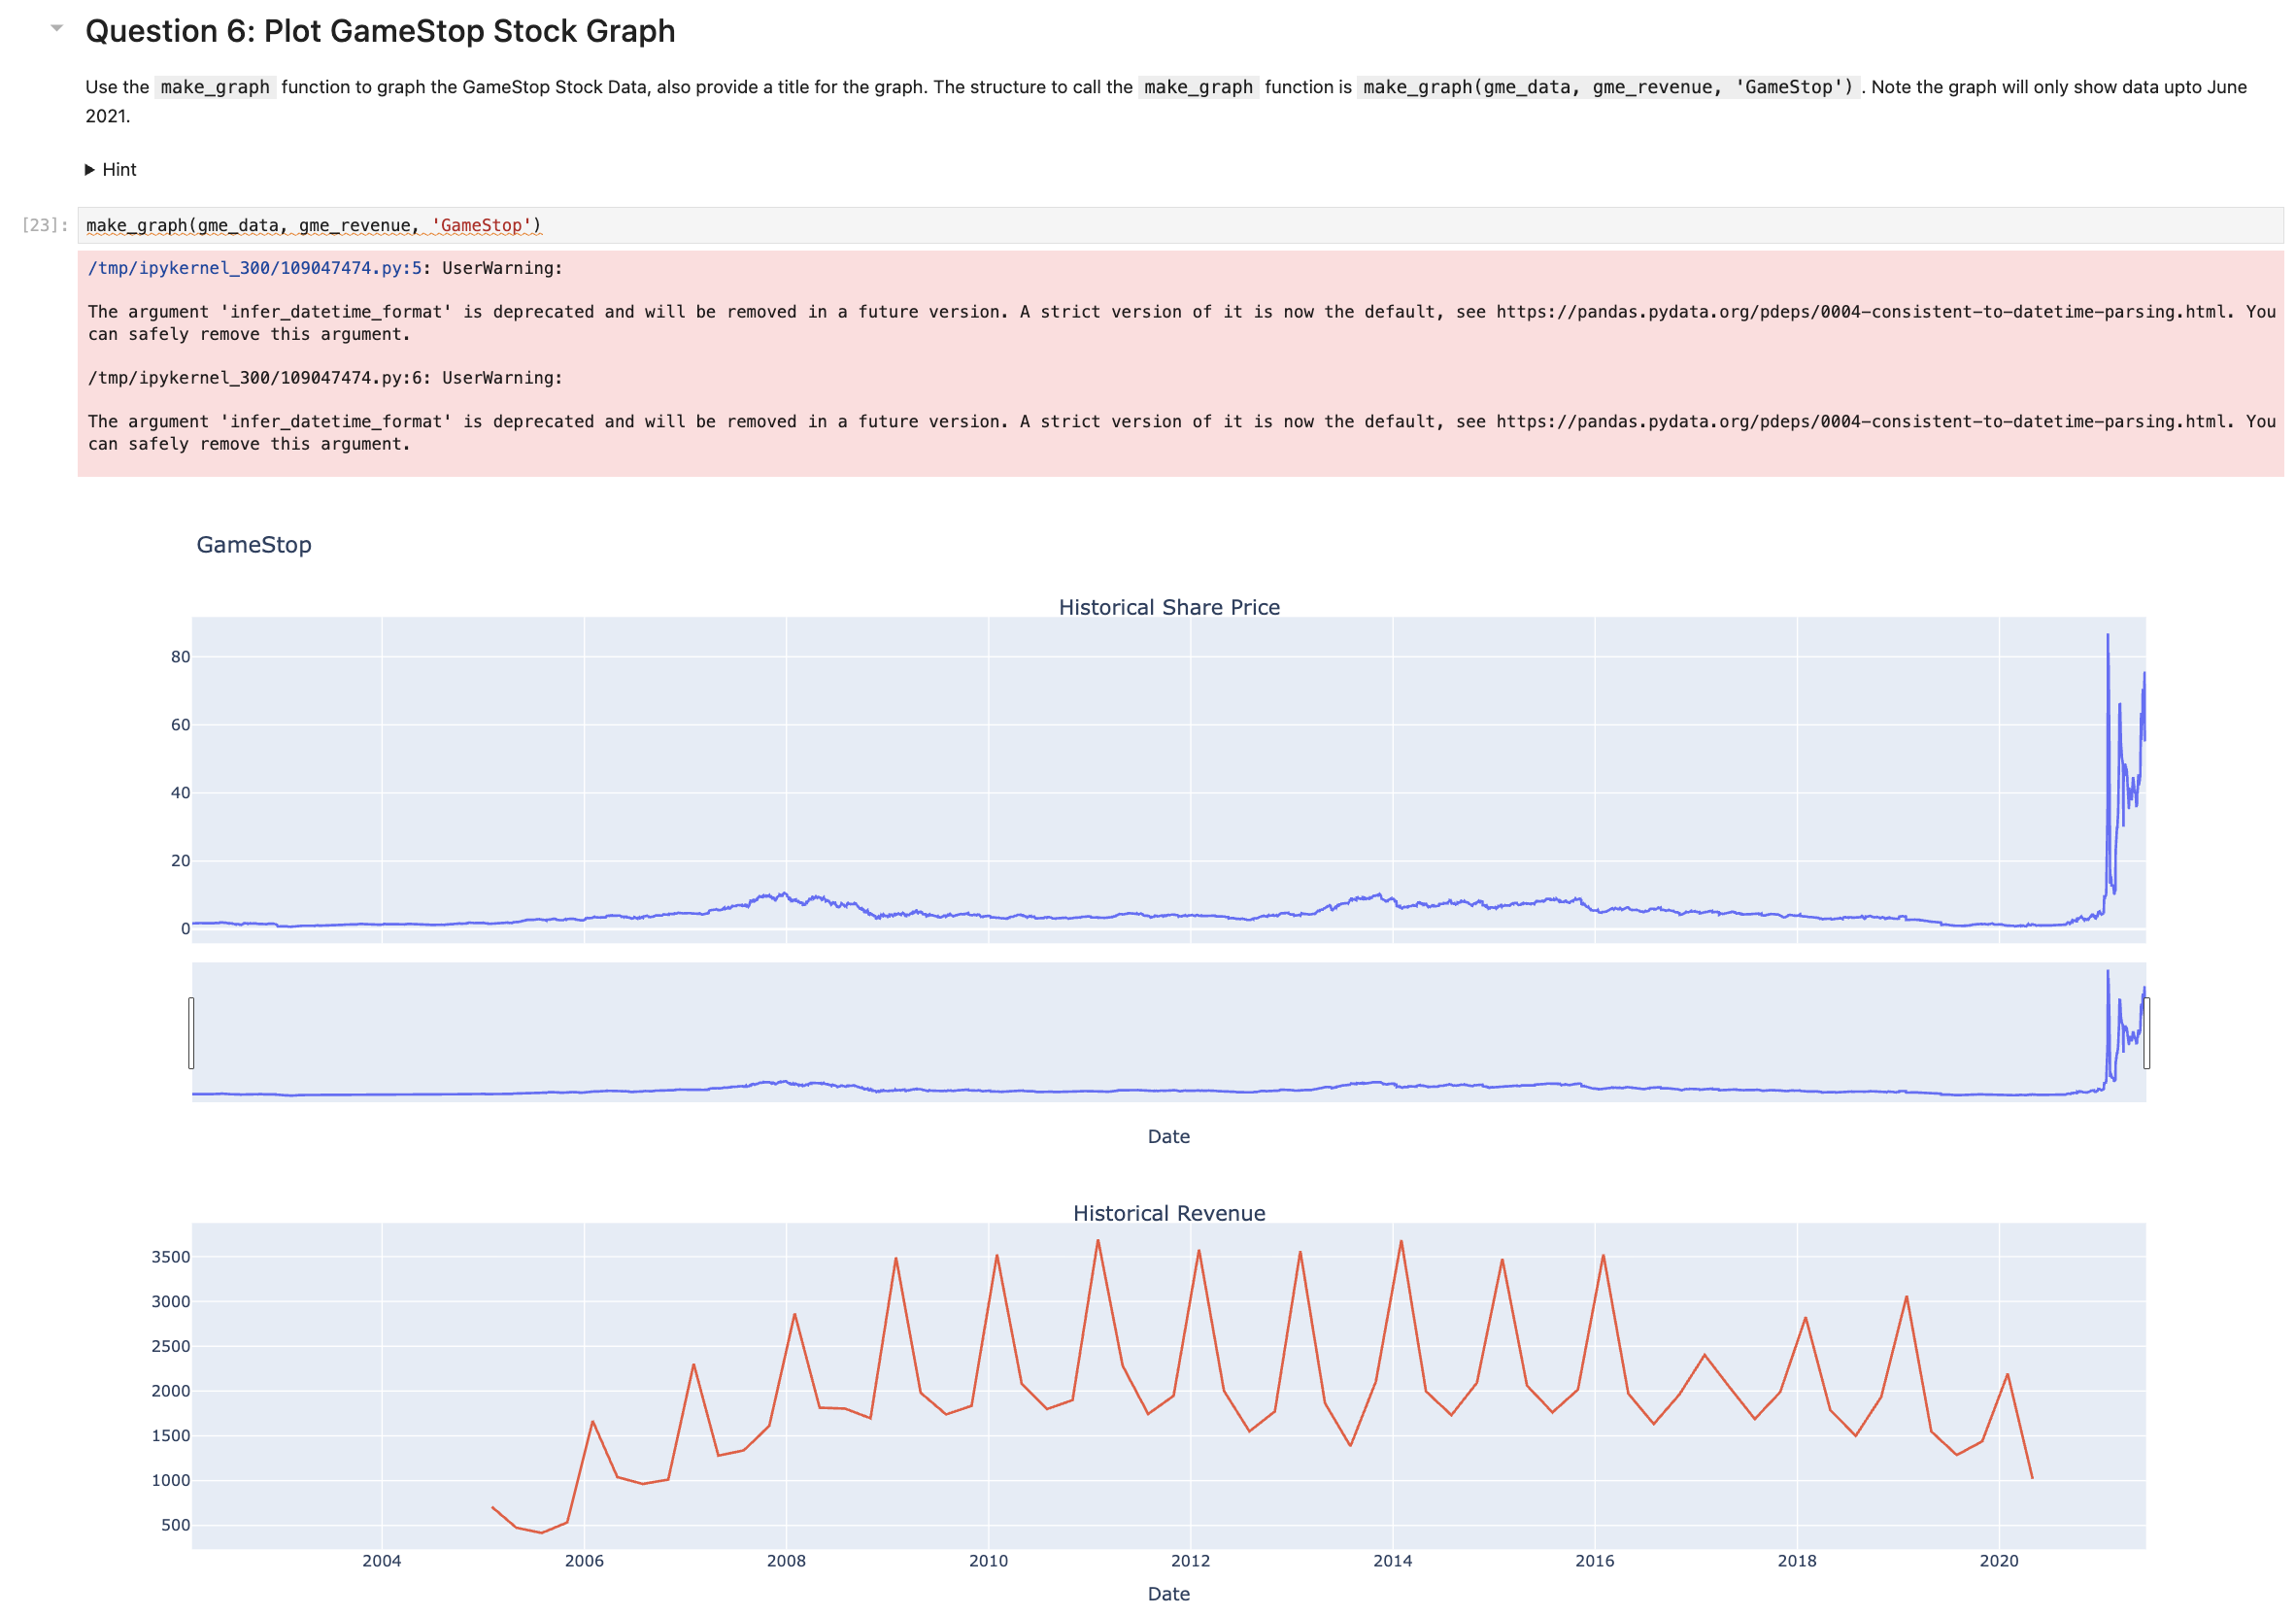 Question 6: Plot GameStop Stock Graph
Use the make_graph function to graph the GameStop Stock Data, also provide a title for the graph. The structure to call the make_graph function is make_graph(gme_data, gme_revenue, 'GameStop') . Note the graph will only show data upto June
2021.
Hint
[23]: make_graph(gme_data, gme_revenue, 'GameStop')
/tmp/ipykernel_300/109047474.py:5: UserWarning:
The argument 'infer_datetime_format' is deprecated and will be removed in a future version. A strict version of it is now the default, see https://pandas.pydata.org/pdeps/0004-consistent-to-datetime-parsing.html. You
can safely remove this argument.
/tmp/ipykernel_300/109047474.py:6: UserWarning:
The argument 'infer_datetime_format' is deprecated and will be removed in a future version. A strict version of it is now the default, see https://pandas.pydata.org/pdeps/0004-consistent-to-datetime-parsing.html. You
can safely remove this argument.
GameStop
Historical Share Price
80
60
40
20
0
Date
Historical Revenue
3500
3000
2500
2000
1500
1000
500
2004 2006 2008 2010 2012 2014 2016 2018 2020
Date